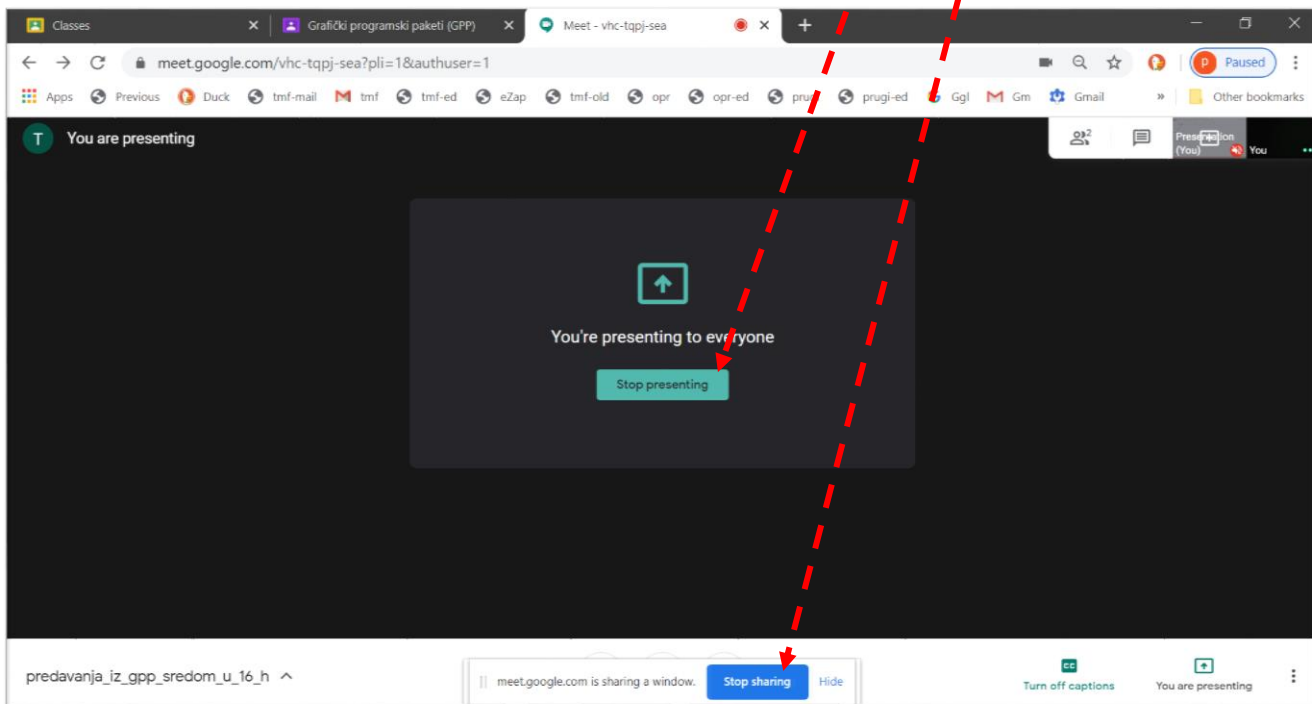 Classes
Grafički programski paketi (GPP)
Meet - vhc-tqpj-sea
meet.google.com/vhc-tqpj-sea?pli=1&authuser=1
P Paused
Apps Previous Duck tmf-mail tmf tmf-ed eZap tmf-old opr opr-ed prugi-ed Ggl Gm Gmail » Other bookmarks
T You are presenting
2
(You) You
You're presenting to everyone
Stop presenting
predavanja_iz_gpp_sredom_u_16_h
meet.google.com is sharing a window. Stop sharing Hide
CC
Turn off captions You are presenting